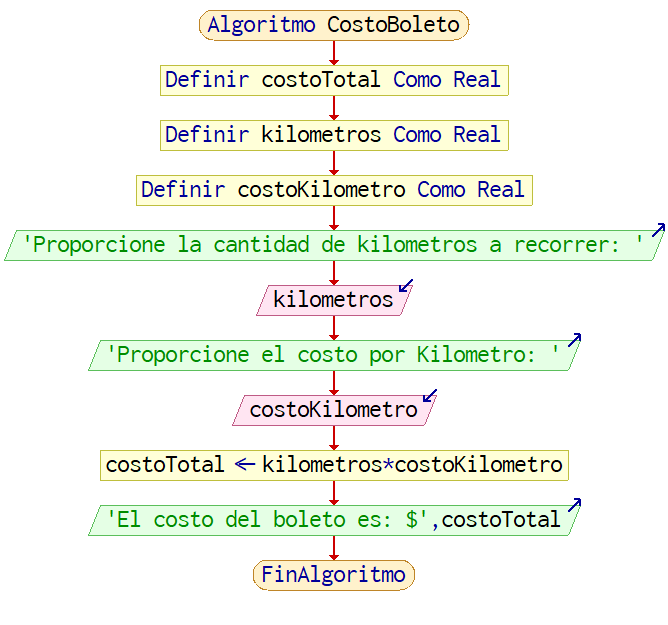 Algoritmo CostoBoleto
Definir costoTotal Como Real
Definir kilometros Como Real
Definir costoKilometro Como Real
'Proporcione la cantidad de kilometros a recorrer: '
kilometros
'Proporcione el costo por Kilometro: '
costoKilometro
costoTotal ← kilometros*costoKilometro
'El costo del boleto es: $',costoTotal
FinAlgoritmo